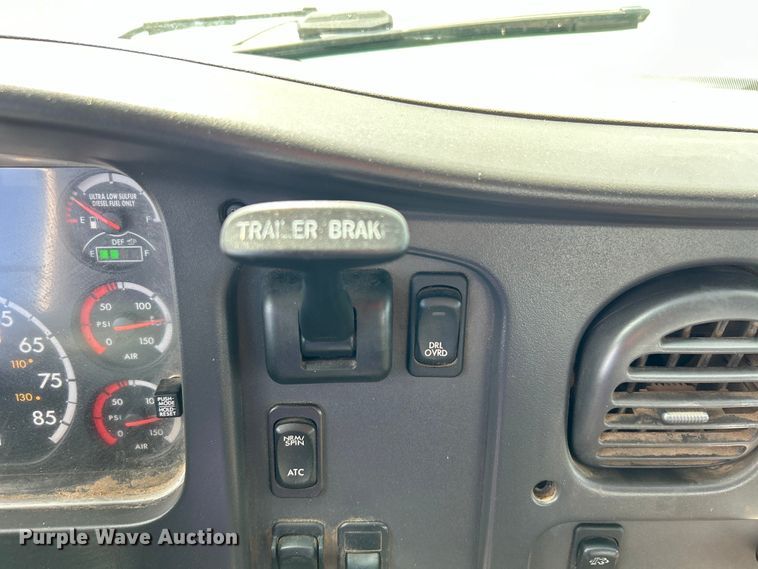 ULTRA LOW SULFUR
DIESEL FUEL ONLY
E F
DEF
E F
50 100
PSI
0 150
AIR
50 10
PSI
0 150
AIR
PUSH-
MODE
HOLD-
RESET
65
110
75
130
85
TRAILER BRAK
DRL
OVRD
NRM/
SPIN
ATC
Purple Wave Auction